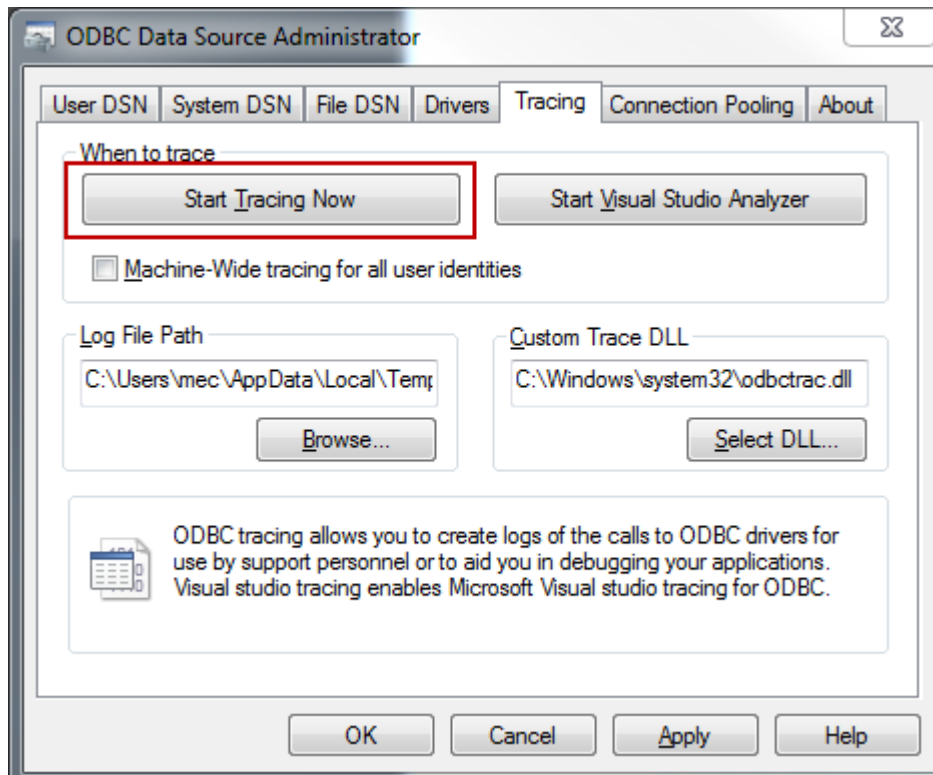 ODBC Data Source Administrator
User DSN System DSN File DSN Drivers Tracing Connection Pooling About
When to trace
Start Tracing Now Start Visual Studio Analyzer
Machine-Wide tracing for all user identities
Log File Path Custom Trace DLL
C:\Users\mec\AppData\Local\Temp C:\Windows\system32\odbctrac.dll
Browse... Select DLL...
ODBC tracing allows you to create logs of the calls to ODBC drivers for
use by support personnel or to aid you in debugging your applications.
Visual studio tracing enables Microsoft Visual studio tracing for ODBC.
OK Cancel Apply Help